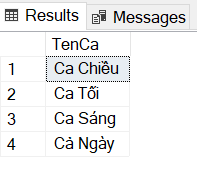 Results Messages
TenCa
1 Ca Chiều
2 Ca Tối
3 Ca Sáng
4 Cả Ngày